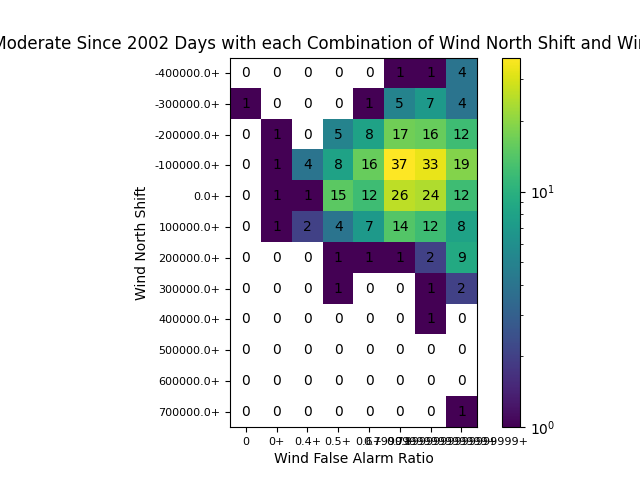 Moderate Since 2002 Days with each Combination of Wind North Shift and
-400000.0+ 0 0 0 0 0 1 1 4
-300000.0+ 1 0 0 0 1 5 7 4
-200000.0+ 0 1 0 5 8 17 16 12
-100000.0+ 0 1 4 8 16 37 33 19
0.0+ 0 1 1 15 12 26 24 12
100000.0+ 0 1 2 4 7 14 12 8
200000.0+ 0 0 0 1 1 1 2 9
300000.0+ 0 0 0 1 0 0 1 2
400000.0+ 0 0 0 0 0 0 1 0
500000.0+ 0 0 0 0 0 0 0 0
600000.0+ 0 0 0 0 0 0 0 0
700000.0+ 0 0 0 0 0 0 0 1
0 0+ 0.4+ 0.5+
Wind False Alarm Ratio
Wind North Shift
10¹
10⁰